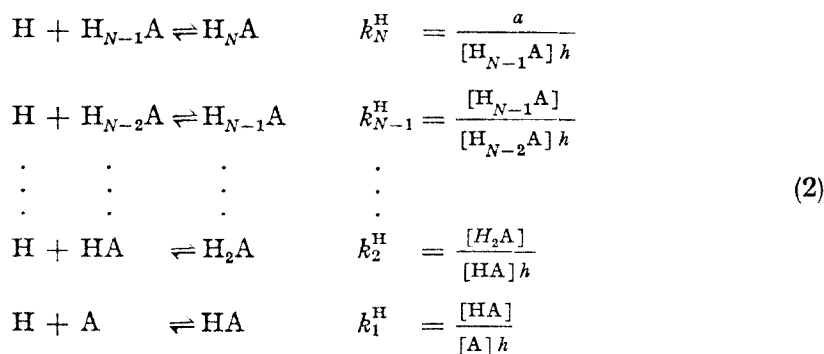 H + H_{N−1}A ⇌ H_N A k_N^H = a / [H_{N−1}A] h
H + H_{N−2}A ⇌ H_{N−1}A k_{N−1}^H = [H_{N−1}A] / [H_{N−2}A] h
. . . .
. . . .
. . . .
(2)
H + HA ⇌ H_2A k_2^H = [H_2A] / [HA] h
H + A ⇌ HA k_1^H = [HA] / [A] h